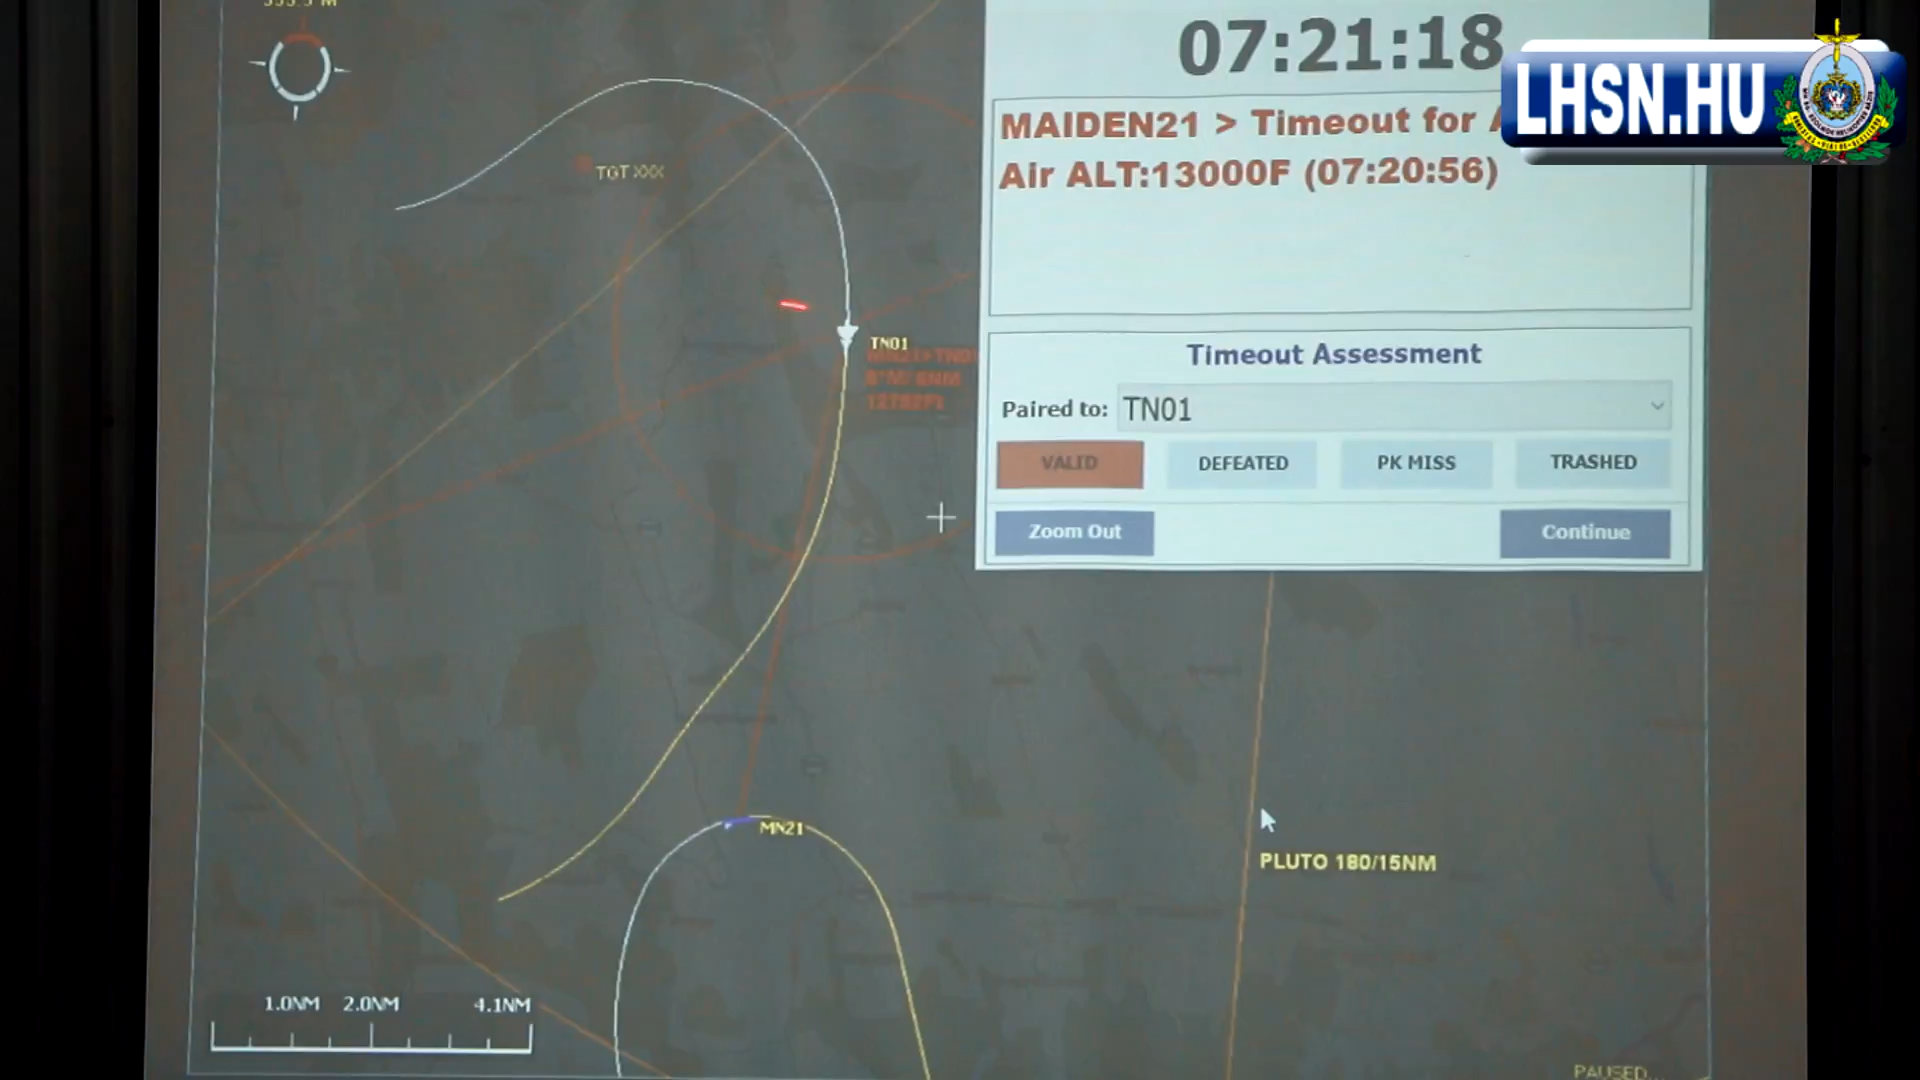 07:21:18
LHSN.HU
MAIDEN21 > Timeout for
Air ALT:13000F (07:20:56)
TGT XXX
TN01
Timeout Assessment
Paired to: TN01
VALID DEFEATED PK MISS TRASHED
Zoom Out Continue
MN21
PLUTO 180/15NM
1.0NM 2.0NM 4.1NM
PAUSED...